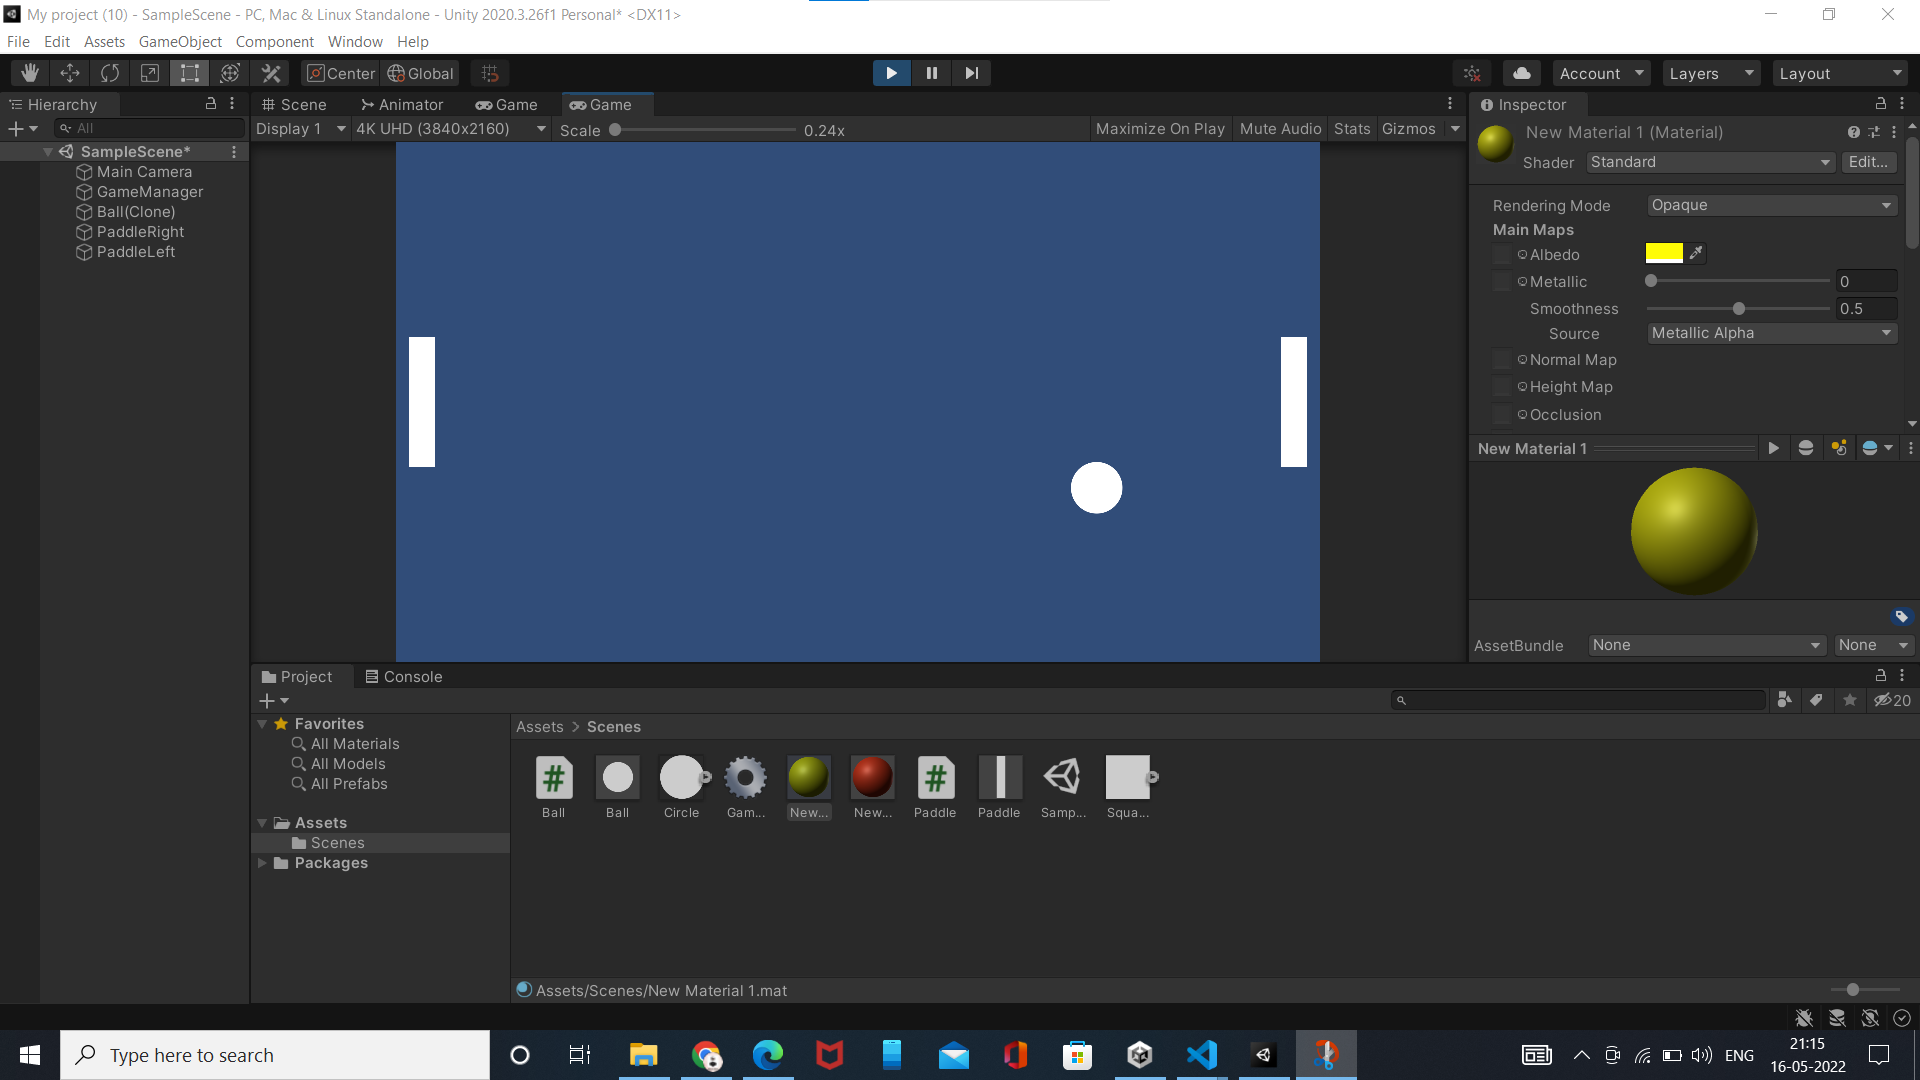 My project (10) - SampleScene - PC, Mac & Linux Standalone - Unity 2020.3.26f1 Personal* <DX11>
File Edit Assets GameObject Component Window Help
Center Global Account Layers Layout
Hierarchy
All
SampleScene*
Main Camera
GameManager
Ball(Clone)
PaddleRight
PaddleLeft
Scene Animator Game Game
Display 1 4K UHD (3840x2160) Scale 0.24x Maximize On Play Mute Audio Stats Gizmos
Inspector
New Material 1 (Material)
Shader Standard Edit...
Rendering Mode Opaque
Main Maps
Albedo
Metallic 0
Smoothness 0.5
Source Metallic Alpha
Normal Map
Height Map
Occlusion
New Material 1
AssetBundle None None
Project Console
20
Favorites
All Materials
All Models
All Prefabs
Assets
Scenes
Packages
Assets > Scenes
Ball Ball Circle Gam... New... New... Paddle Paddle Samp... Squa...
Assets/Scenes/New Material 1.mat
Type here to search
ENG
21:15
16-05-2022